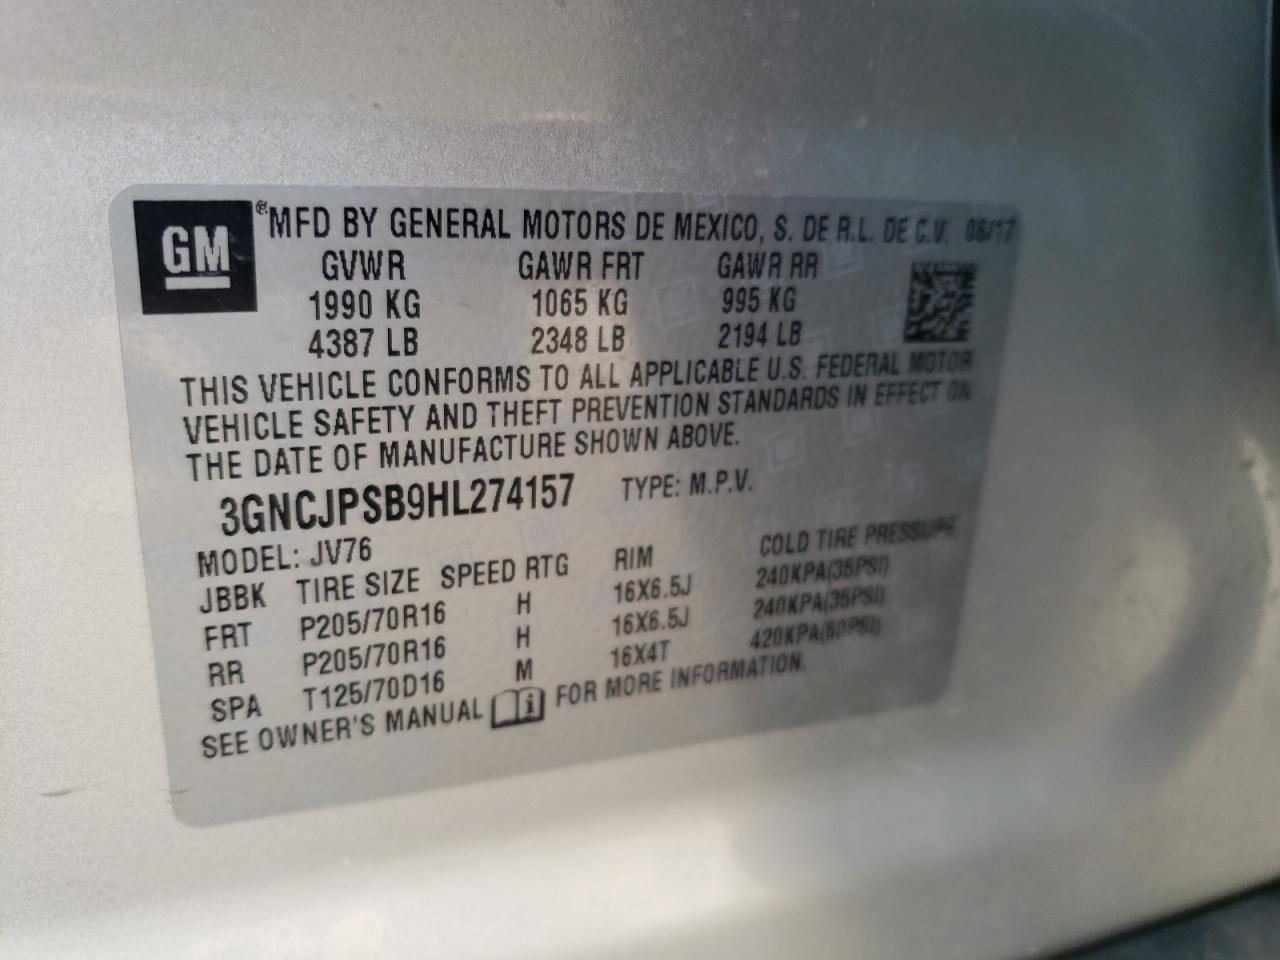 GM ®MFD BY GENERAL MOTORS DE MEXICO, S. DE R.L. DE C.V. 06/17
GVWR GAWR FRT GAWR RR
1990 KG 1065 KG 995 KG
4387 LB 2348 LB 2194 LB
THIS VEHICLE CONFORMS TO ALL APPLICABLE U.S. FEDERAL MOTOR
VEHICLE SAFETY AND THEFT PREVENTION STANDARDS IN EFFECT ON
THE DATE OF MANUFACTURE SHOWN ABOVE.
3GNCJPSB9HL274157 TYPE: M.P.V.
MODEL: JV76
JBBK TIRE SIZE SPEED RTG RIM COLD TIRE PRESSURE
FRT P205/70R16 H 16X6.5J 240KPA(35PSI)
RR P205/70R16 H 16X6.5J 240KPA(35PSI)
SPA T125/70D16 M 16X4T 420KPA(60PSI)
SEE OWNER'S MANUAL i FOR MORE INFORMATION.